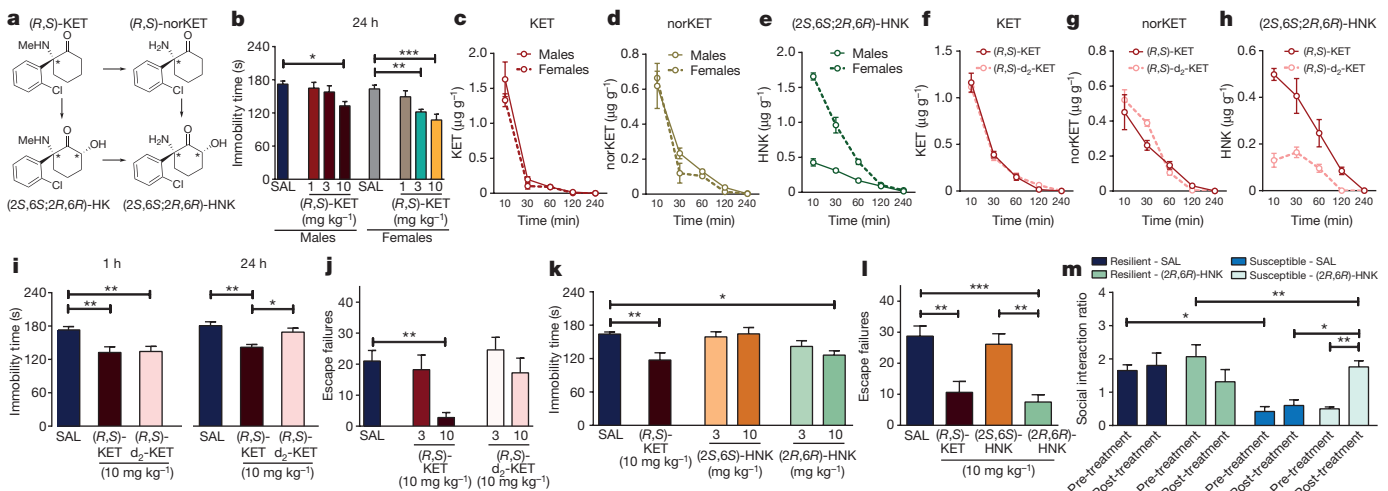 a
(R,S)-KET
(R,S)-norKET
MeHN
O
*
Cl
H₂N
O
*
Cl
MeHN
O
OH
*
*
Cl
H₂N
O
OH
*
*
Cl
(2S,6S;2R,6R)-HK
(2S,6S;2R,6R)-HNK
b
24 h
Immobility time (s)
240
180
120
60
0
*
***
**
SAL
1
3
10
SAL
1
3
10
(R,S)-KET
(mg kg⁻¹)
(R,S)-KET
(mg kg⁻¹)
Males
Females
c
KET
KET (µg g⁻¹)
2.0
1.5
1.0
0.5
0
Males
Females
10
30
60
120
240
Time (min)
d
norKET
norKET (µg g⁻¹)
0.8
0.6
0.4
0.2
0
Males
Females
10
30
60
120
240
Time (min)
e
(2S,6S;2R,6R)-HNK
HNK (µg g⁻¹)
2.0
1.5
1.0
0.5
0
Males
Females
10
30
60
120
240
Time (min)
f
KET
KET (µg g⁻¹)
1.5
1.0
0.5
0
(R,S)-KET
(R,S)-d₂-KET
10
30
60
120
240
Time (min)
g
norKET
norKET (µg g⁻¹)
0.8
0.6
0.4
0.2
0
(R,S)-KET
(R,S)-d₂-KET
10
30
60
120
240
Time (min)
h
(2S,6S;2R,6R)-HNK
HNK (µg g⁻¹)
0.6
0.4
0.2
0
(R,S)-KET
(R,S)-d₂-KET
10
30
60
120
240
Time (min)
i
1 h
24 h
Immobility time (s)
240
180
120
60
0
**
**
**
*
SAL
(R,S)-
KET
(R,S)-
d₂-KET
(10 mg kg⁻¹)
SAL
(R,S)-
KET
(R,S)-
d₂-KET
(10 mg kg⁻¹)
j
Escape failures
40
30
20
10
0
**
SAL
3
10
3
10
(R,S)-
KET
(10 mg kg⁻¹)
(R,S)-
d₂-KET
(10 mg kg⁻¹)
k
Immobility time (s)
240
180
120
60
0
*
**
SAL
(R,S)-
KET
(10 mg kg⁻¹)
3
10
(2S,6S)-HNK
(mg kg⁻¹)
3
10
(2R,6R)-HNK
(mg kg⁻¹)
l
Escape failures
40
30
20
10
0
***
**
**
SAL
(R,S)-
KET
(2S,6S)-
HNK
(2R,6R)-
HNK
(10 mg kg⁻¹)
m
Resilient - SAL
Resilient - (2R,6R)-HNK
Susceptible - SAL
Susceptible - (2R,6R)-HNK
Social interaction ratio
4
3
2
1
0
**
*
*
**
Pre-treatment
Post-treatment
Pre-treatment
Post-treatment
Pre-treatment
Post-treatment
Pre-treatment
Post-treatment